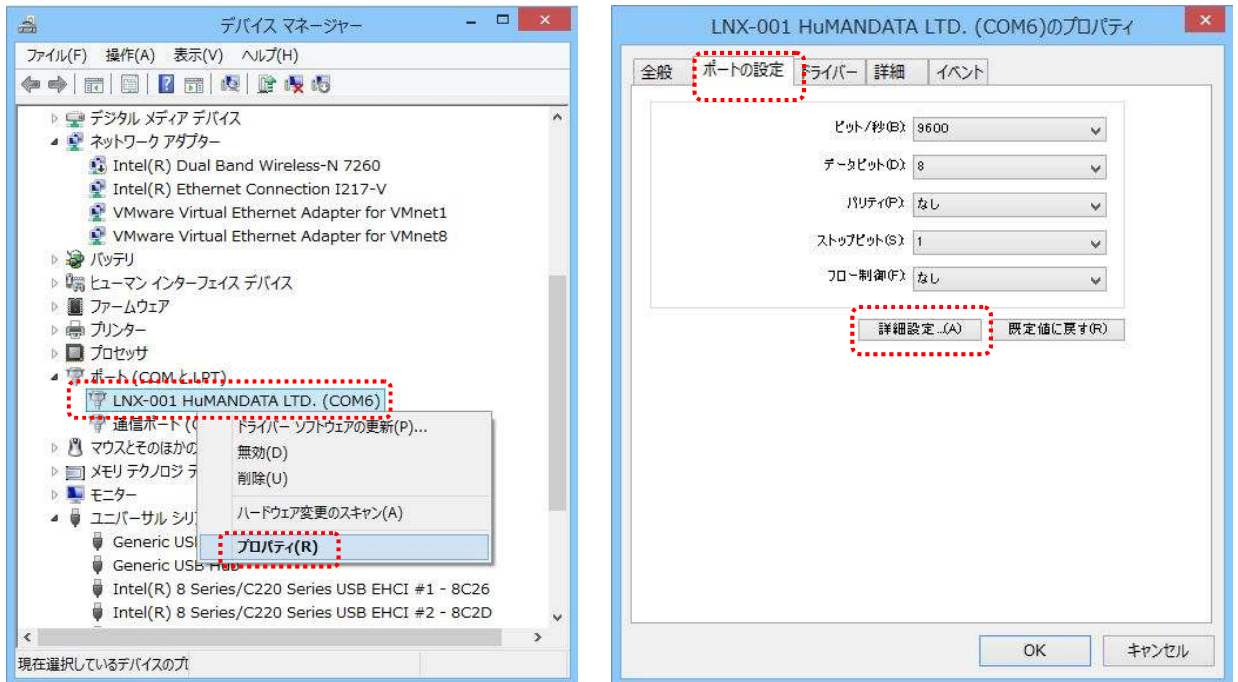 デバイス マネージャー
ファイル(F) 操作(A) 表示(V) ヘルプ(H)
デジタル メディア デバイス
ネットワーク アダプター
Intel(R) Dual Band Wireless-N 7260
Intel(R) Ethernet Connection I217-V
VMware Virtual Ethernet Adapter for VMnet1
VMware Virtual Ethernet Adapter for VMnet8
バッテリ
ヒューマン インターフェイス デバイス
ファームウェア
プリンター
プロセッサ
ポート (COM と LPT)
LNX-001 HuMANDATA LTD. (COM6)
通信ポート (
マウスとそのほかの
メモリ テクノロジ デ
モニター
ユニバーサル シリ
Generic US
Generic USB Hub
Intel(R) 8 Series/C220 Series USB EHCI #1 - 8C26
Intel(R) 8 Series/C220 Series USB EHCI #2 - 8C2D
ドライバー ソフトウェアの更新(P)...
無効(D)
削除(U)
ハードウェア変更のスキャン(A)
プロパティ(R)
現在選択しているデバイスのプ
LNX-001 HuMANDATA LTD. (COM6)のプロパティ
全般 ポートの設定 ドライバー 詳細 イベント
ビット/秒(B): 9600
データ ビット(D): 8
パリティ(P): なし
ストップ ビット(S): 1
フロー制御(F): なし
詳細設定...(A) 既定値に戻す(R)
OK キャンセル